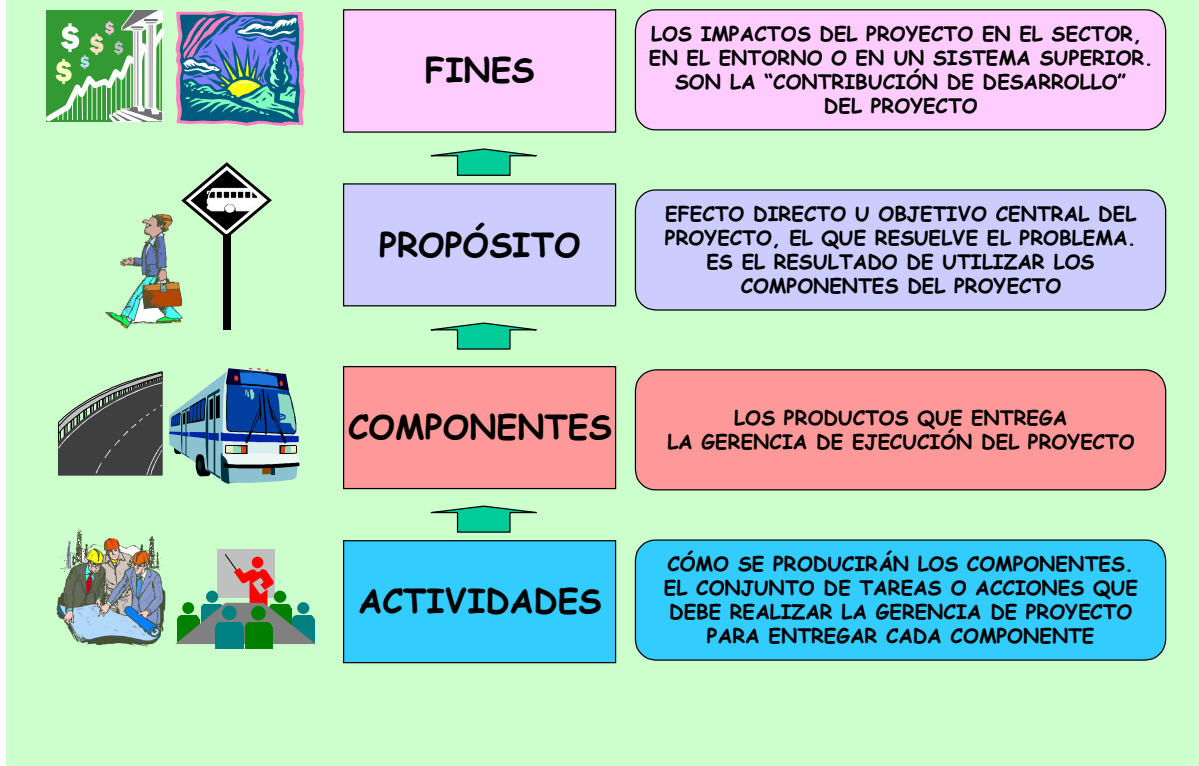 FINES
LOS IMPACTOS DEL PROYECTO EN EL SECTOR,
EN EL ENTORNO O EN UN SISTEMA SUPERIOR.
SON LA “CONTRIBUCIÓN DE DESARROLLO”
DEL PROYECTO
PROPÓSITO
EFECTO DIRECTO U OBJETIVO CENTRAL DEL
PROYECTO, EL QUE RESUELVE EL PROBLEMA.
ES EL RESULTADO DE UTILIZAR LOS
COMPONENTES DEL PROYECTO
COMPONENTES
LOS PRODUCTOS QUE ENTREGA
LA GERENCIA DE EJECUCIÓN DEL PROYECTO
ACTIVIDADES
CÓMO SE PRODUCIRÁN LOS COMPONENTES.
EL CONJUNTO DE TAREAS O ACCIONES QUE
DEBE REALIZAR LA GERENCIA DE PROYECTO
PARA ENTREGAR CADA COMPONENTE